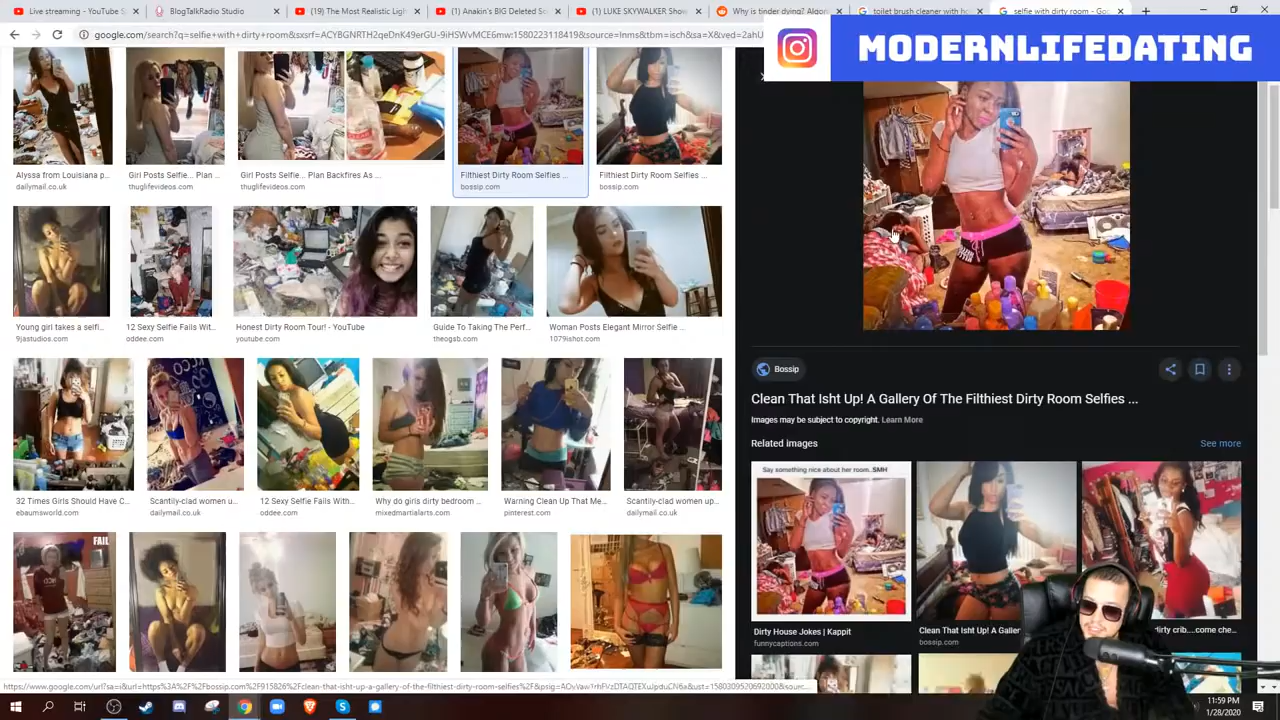 Live streaming - YouTube S
BlogTalkRadio Studio
(19) The Most Realistic Ligh
(1) Anakin's BIG Deleted Sc
(1) LUKE SKYWALKER Show
Why is tinder dying? Algor
toilet brush cleaner with ho
selfie with dirty room - Goo
MODERNLIFEDATING
Alyssa from Louisiana p...
dailymail.co.uk
Girl Posts Selfie... Plan ...
thuglifevideos.com
Girl Posts Selfie... Plan Backfires As ...
thuglifevideos.com
Filthiest Dirty Room Selfies ...
bossip.com
Filthiest Dirty Room Selfies ...
bossip.com
Young girl takes a selfi...
9jastudios.com
12 Sexy Selfie Fails Wit...
oddee.com
Honest Dirty Room Tour! - YouTube
youtube.com
Guide To Taking The Perf...
theogsb.com
Woman Posts Elegant Mirror Selfie ...
1079ishot.com
Bossip
Clean That Isht Up! A Gallery Of The Filthiest Dirty Room Selfies ...
Images may be subject to copyright. Learn More
Related images
See more
32 Times Girls Should Have C...
ebaumsworld.com
Scantily-clad women u...
dailymail.co.uk
12 Sexy Selfie Fails With...
oddee.com
Why do girls dirty bedroom ...
mixedmartialarts.com
Warning Clean Up That Me...
pinterest.com
Scantily-clad women up...
dailymail.co.uk
Say something nice about her room..SMH
FAIL
Dirty House Jokes | Kappit
funnycaptions.com
Clean That Isht Up! A Galler
bossip.com
dirty crib....come che...
11:59 PM
1/28/2020